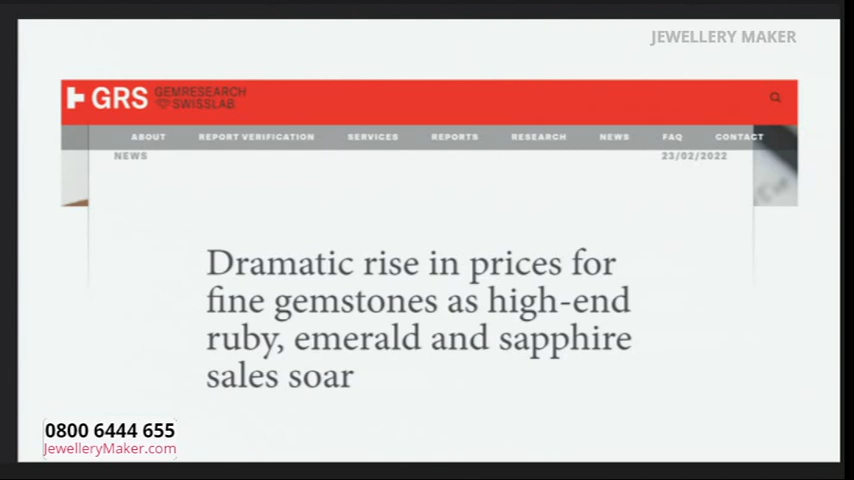 JEWELLERY MAKER
GRS GEMRESEARCH
SWISSLAB
ABOUT REPORT VERIFICATION SERVICES REPORTS RESEARCH NEWS FAQ CONTACT
NEWS 23/02/2022
Dramatic rise in prices for
fine gemstones as high-end
ruby, emerald and sapphire
sales soar
0800 6444 655
JewelleryMaker.com